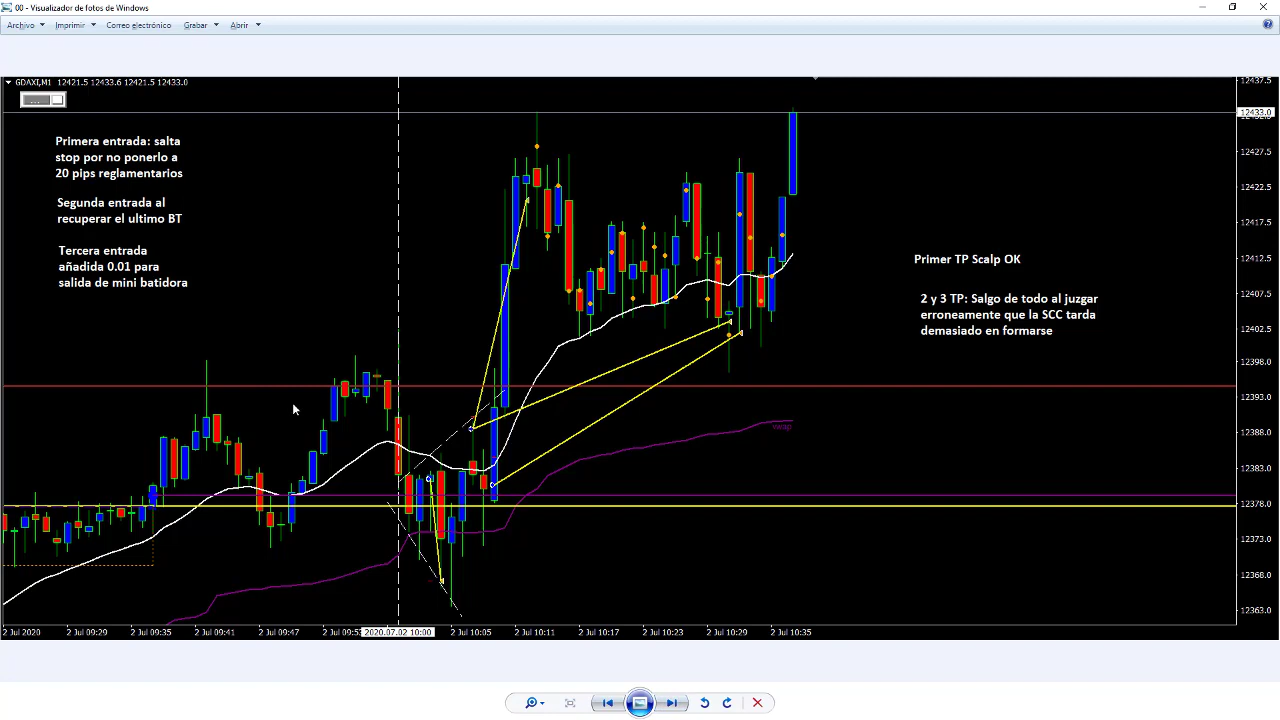 00 - Visualizador de fotos de Windows
Archivo Imprimir Correo electrónico Grabar Abrir
GDAXI,M1 12421.5 12433.6 12421.5 12433.0
...
Primera entrada: salta
stop por no ponerlo a
20 pips reglamentarios
Segunda entrada al
recuperar el ultimo BT
Tercera entrada
añadida 0.01 para
salida de mini batidora
Primer TP Scalp OK
2 y 3 TP: Salgo de todo al juzgar
erroneamente que la SCC tarda
demasiado en formarse
vwap
12437.5
12433.0
12427.5
12422.5
12417.5
12412.5
12407.5
12402.5
12398.0
12393.0
12388.0
12383.0
12378.0
12373.0
12368.0
12363.0
2 Jul 2020 2 Jul 09:29 2 Jul 09:35 2 Jul 09:41 2 Jul 09:47 2 Jul 09:53 2020.07.02 10:00 2 Jul 10:05 2 Jul 10:11 2 Jul 10:17 2 Jul 10:23 2 Jul 10:29 2 Jul 10:35